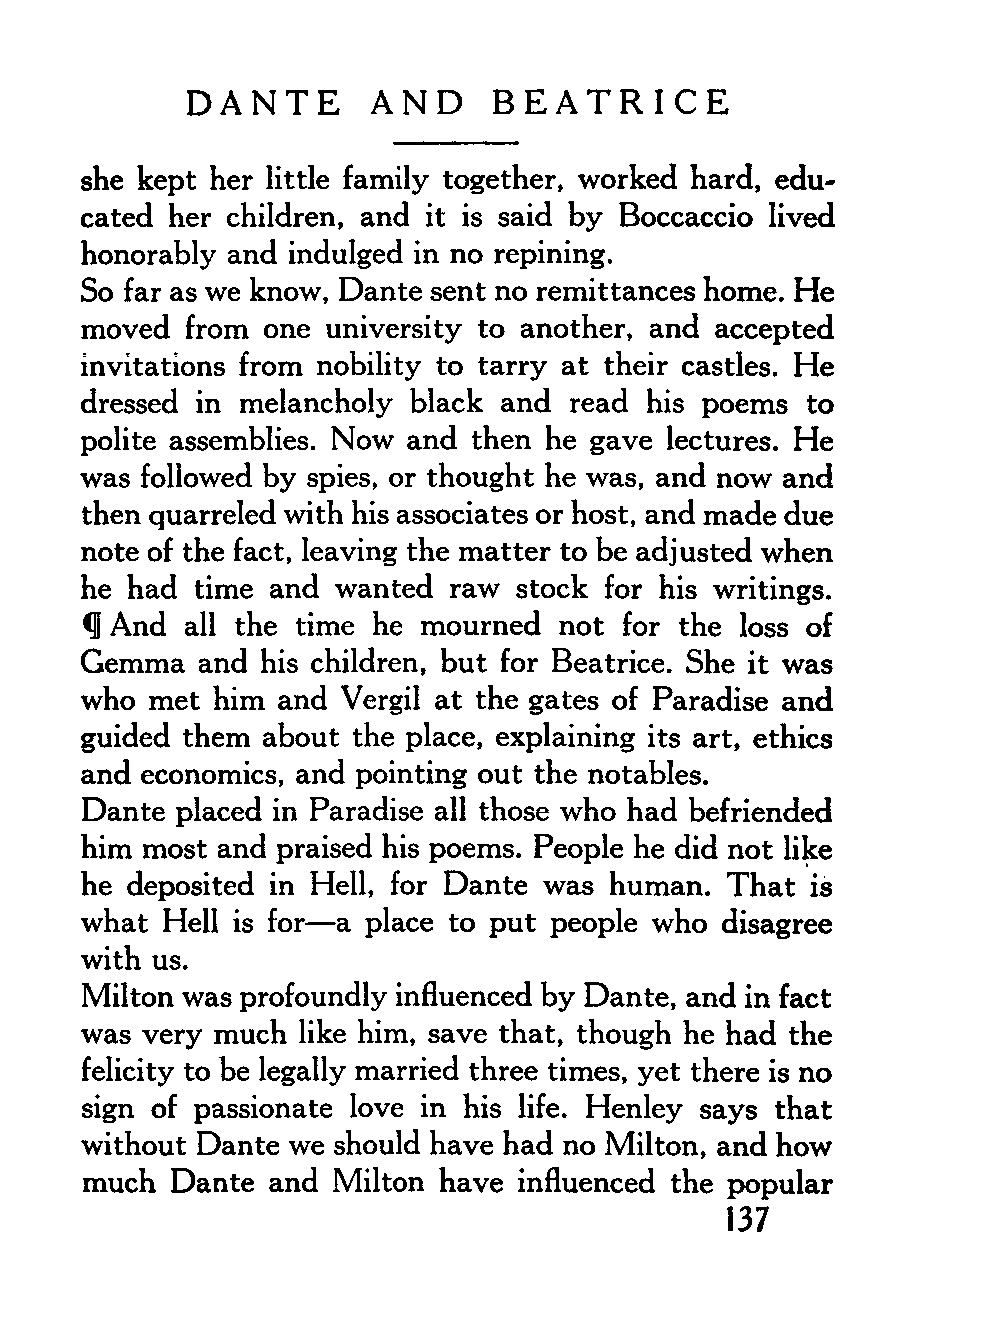 DANTE AND BEATRICE
she kept her little family together, worked hard, edu-
cated her children, and it is said by Boccaccio lived
honorably and indulged in no repining.
So far as we know, Dante sent no remittances home. He
moved from one university to another, and accepted
invitations from nobility to tarry at their castles. He
dressed in melancholy black and read his poems to
polite assemblies. Now and then he gave lectures. He
was followed by spies, or thought he was, and now and
then quarreled with his associates or host, and made due
note of the fact, leaving the matter to be adjusted when
he had time and wanted raw stock for his writings.
¶ And all the time he mourned not for the loss of
Gemma and his children, but for Beatrice. She it was
who met him and Vergil at the gates of Paradise and
guided them about the place, explaining its art, ethics
and economics, and pointing out the notables.
Dante placed in Paradise all those who had befriended
him most and praised his poems. People he did not like
he deposited in Hell, for Dante was human. That is
what Hell is for—a place to put people who disagree
with us.
Milton was profoundly influenced by Dante, and in fact
was very much like him, save that, though he had the
felicity to be legally married three times, yet there is no
sign of passionate love in his life. Henley says that
without Dante we should have had no Milton, and how
much Dante and Milton have influenced the popular
137